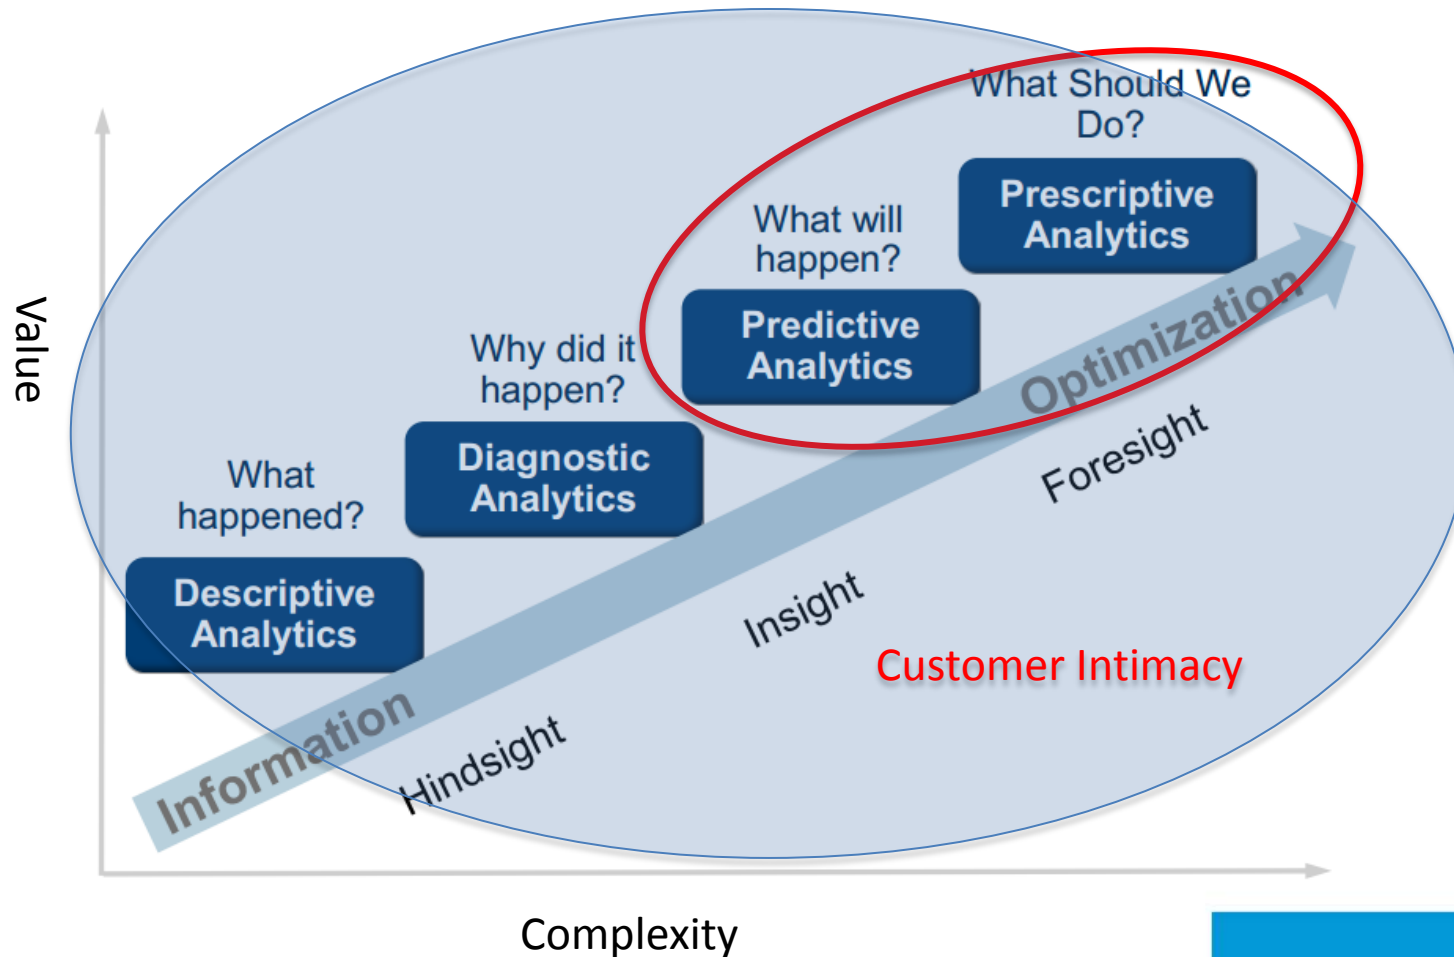 What Should We
Do?
Prescriptive
Analytics
What will
happen?
Predictive
Analytics
Why did it
happen?
Diagnostic
Analytics
What
happened?
Descriptive
Analytics
Value
Information
Optimization
Hindsight
Insight
Foresight
Customer Intimacy
Complexity